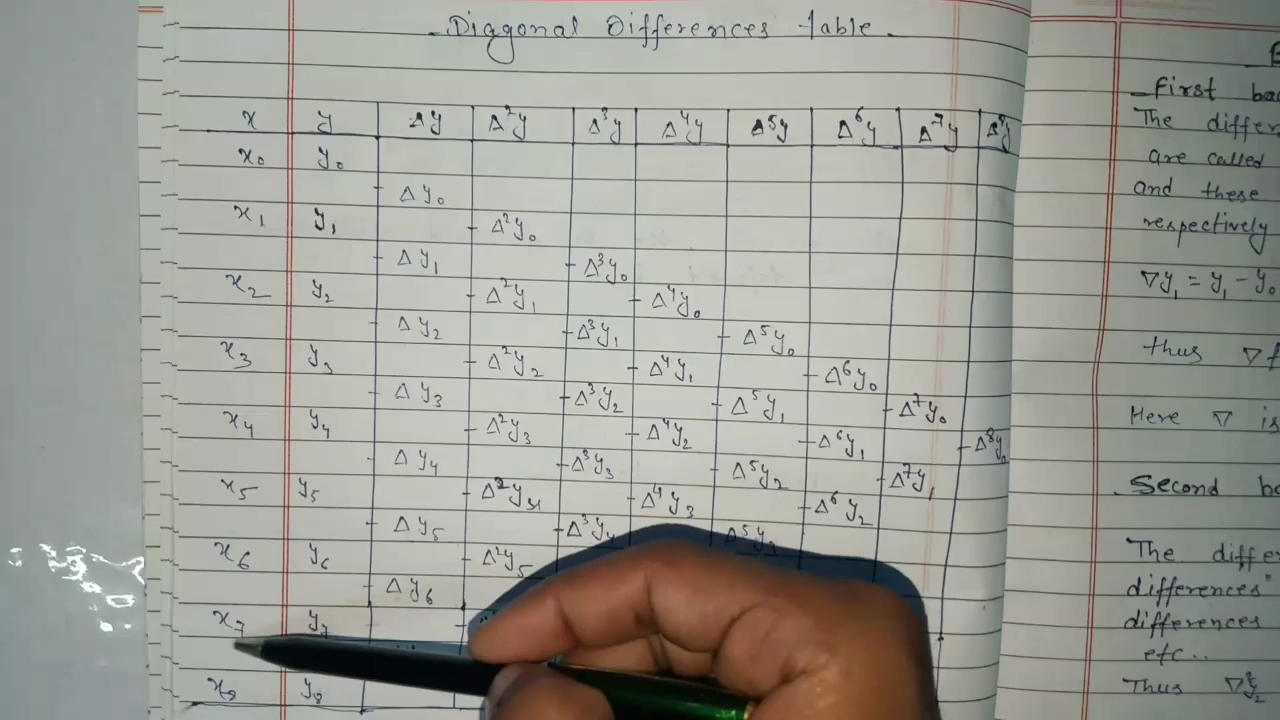 Diagonal Differences table
x y Δy Δ²y Δ³y Δ⁴y Δ⁵y Δ⁶y Δ⁷y Δ⁸y
x₀ y₀
Δy₀
x₁ y₁ Δ²y₀
Δy₁ Δ³y₀
x₂ y₂ Δ²y₁ Δ⁴y₀
Δy₂ Δ³y₁ Δ⁵y₀
x₃ y₃ Δ²y₂ Δ⁴y₁ Δ⁶y₀
Δy₃ Δ³y₂ Δ⁵y₁ Δ⁷y₀
x₄ y₄ Δ²y₃ Δ⁴y₂ Δ⁶y₁ Δ⁸y₀
Δy₄ Δ³y₃ Δ⁵y₂ Δ⁷y₁
x₅ y₅ Δ²y₄ Δ⁴y₃ Δ⁶y₂
Δy₅ Δ³y₄ Δ⁵y₃
x₆ y₆ Δ²y₅
Δy₆
x₇ y₇
x₈ y₈
First
The
are called
and these
respectively
∇y₁ = y₁ - y₀
thus ∇
Here ∇ is
Second
The
differences"
differences
etc..
Thus